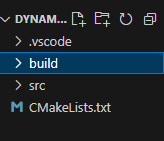 DYNAM...
.vscode
build
src
CMakeLists.txt